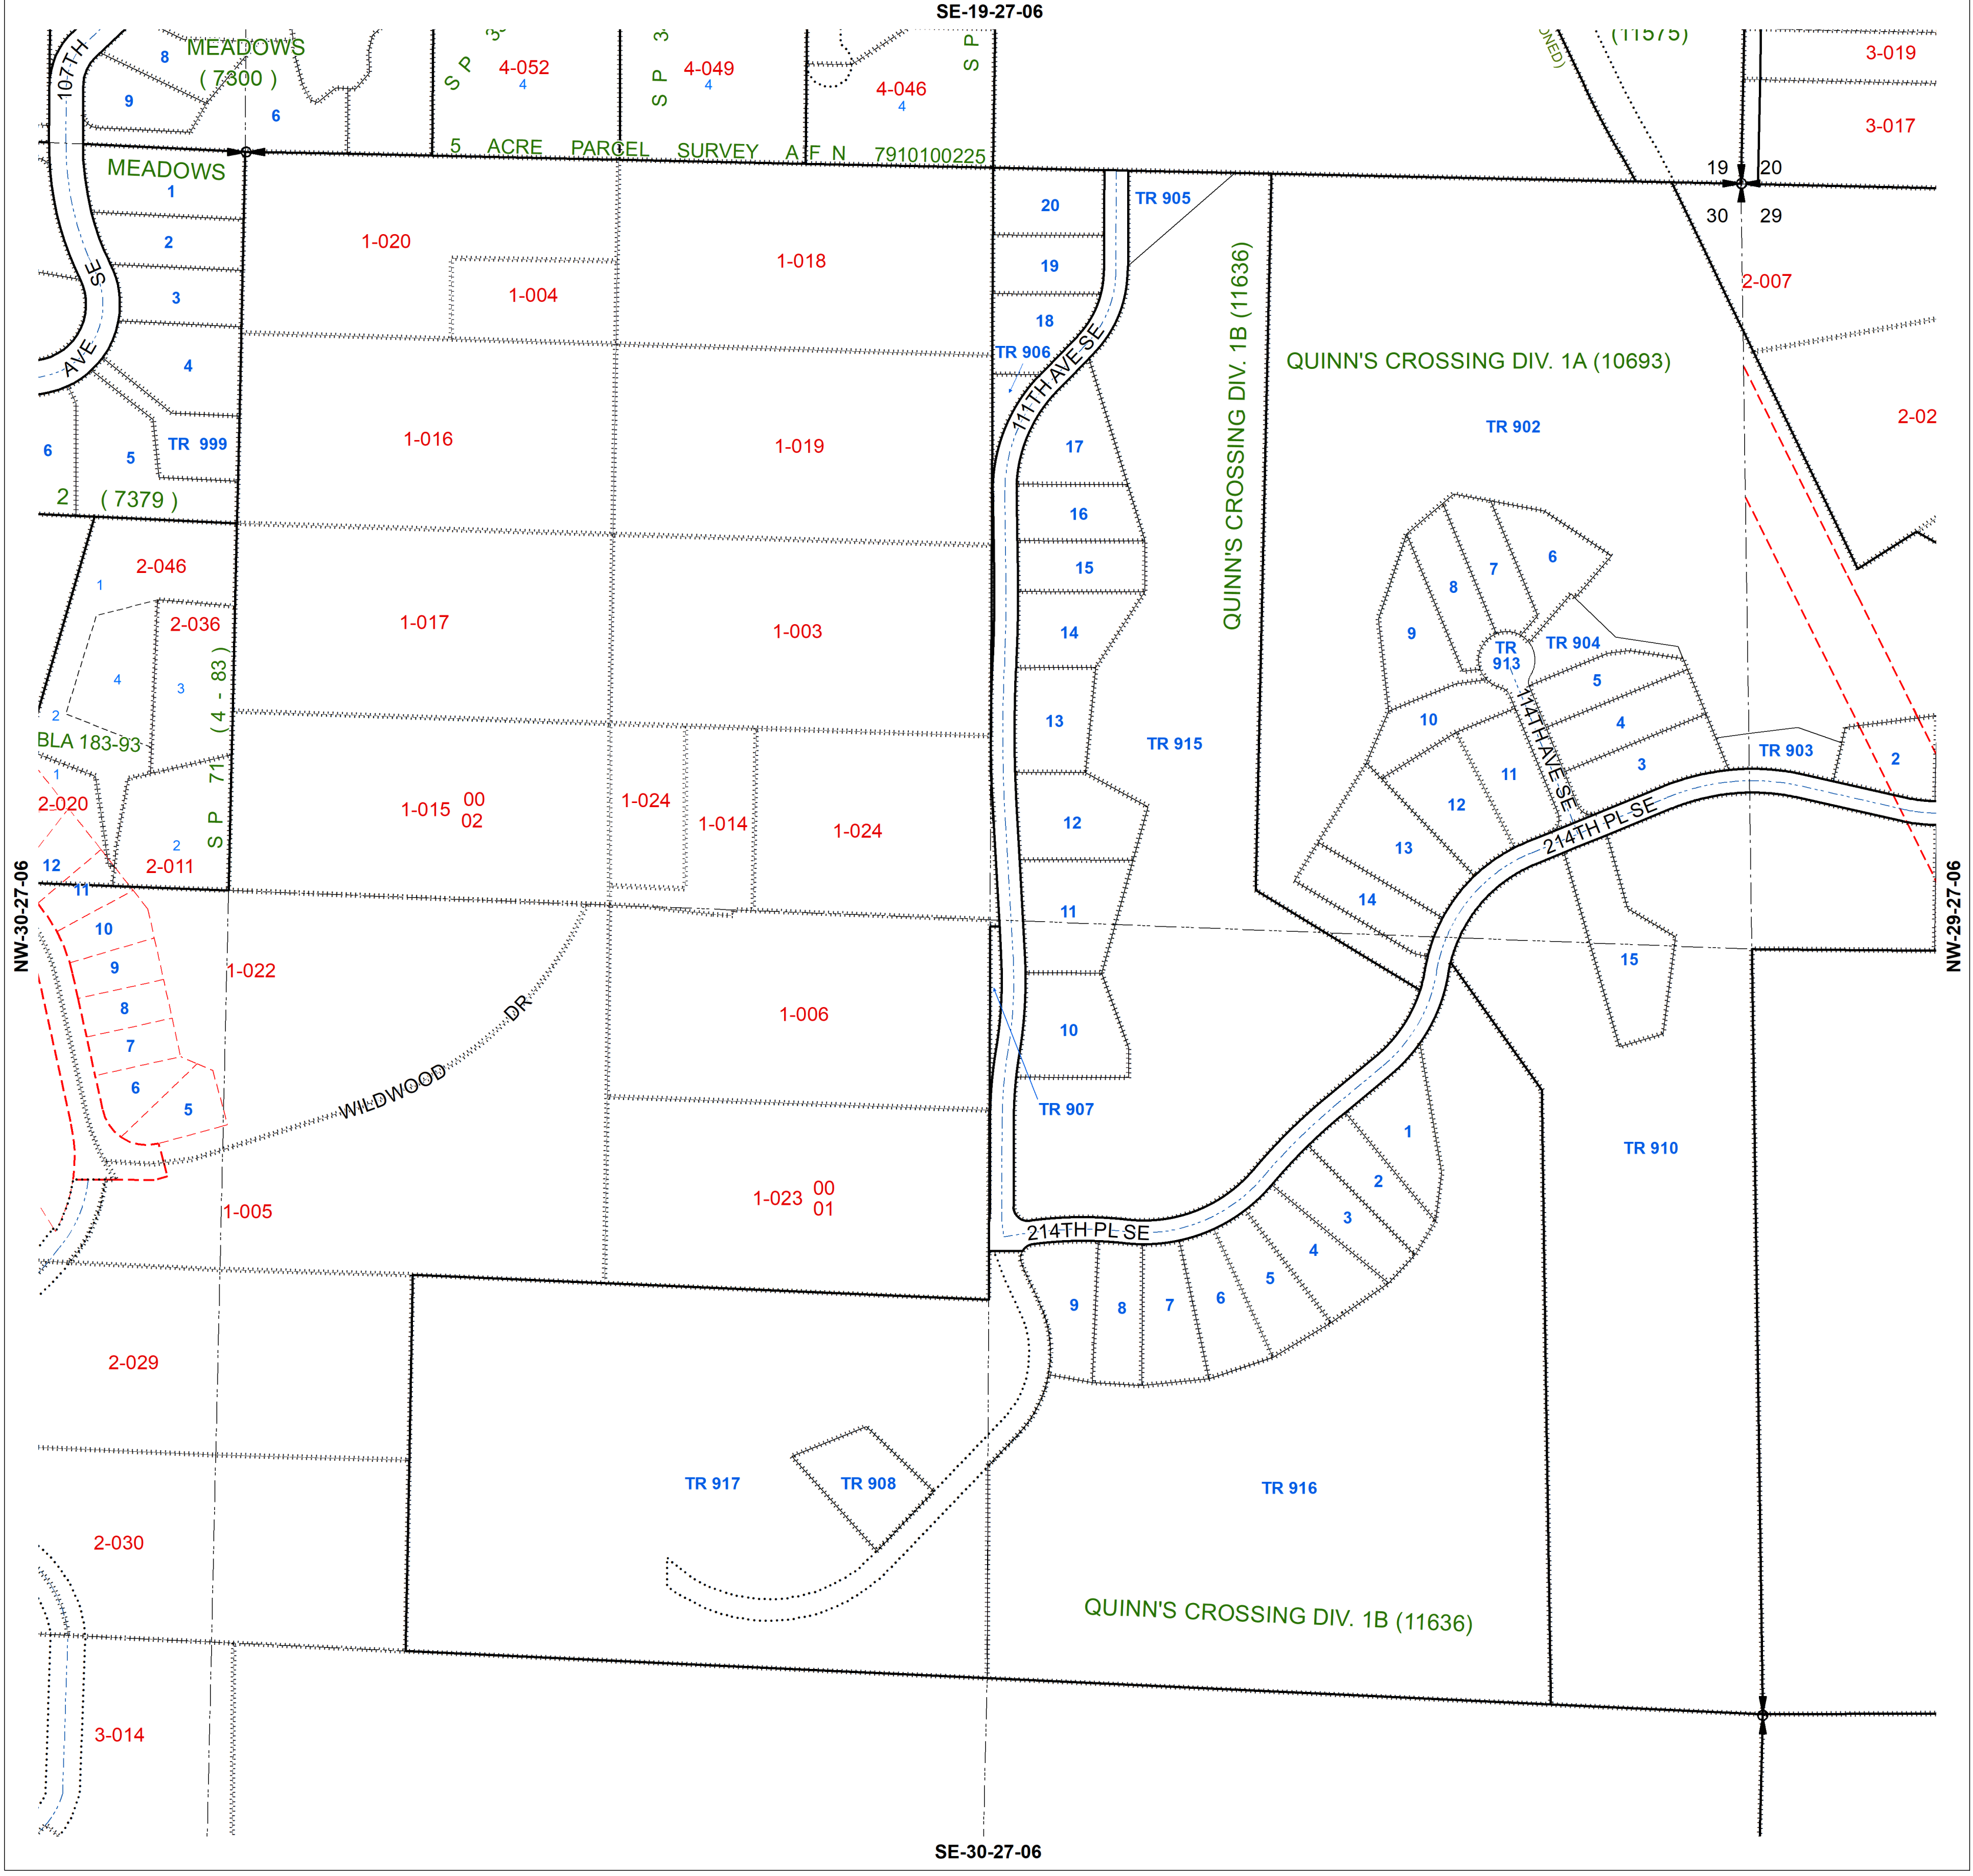 SE-19-27-06
107TH
AVE
SE
8
9
MEADOWS
( 7300 )
6
S P
4-052
4
S P
4-049
4
4-046
4
S P
(11575)
3-019
3-017
5 ACRE PARCEL SURVEY A F N 7910100225
19 20
30 29
MEADOWS
1
2
3
4
5
6
TR 999
2 ( 7379 )
1-020
1-004
1-018
1-016
1-019
1-017
1-003
1-015 00
02
1-024
1-014
1-024
2-046
1
2-036
4
3
2
BLA 183-93
1
2-020
2
2-011
S P 71 ( 4 - 83 )
12
11
10
9
8
7
6
5
1-022
WILDWOOD DR
1-006
1-005
1-023 00
01
2-029
2-030
3-014
20
19
18
TR 905
TR 906
111TH AVE SE
17
16
15
14
13
12
11
10
TR 915
TR 907
QUINN'S CROSSING DIV. 1B (11636)
QUINN'S CROSSING DIV. 1A (10693)
TR 902
2-007
2-02
6
7
8
9
TR
913
TR 904
5
4
3
10
11
12
13
14
15
114TH AVE SE
TR 903
2
214TH PL SE
TR 910
214TH PL SE
1
2
3
4
5
6
7
8
9
TR 917
TR 908
TR 916
QUINN'S CROSSING DIV. 1B (11636)
NW-30-27-06
NW-29-27-06
SE-30-27-06